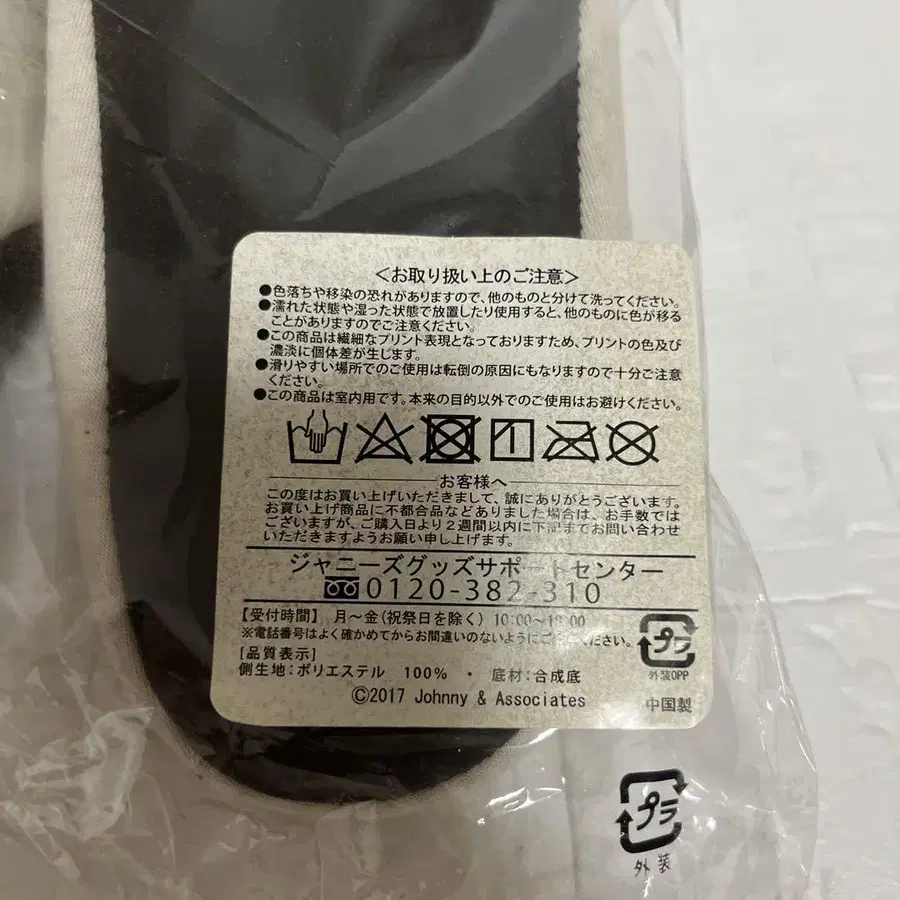 ＜お取り扱い上のご注意＞
●色落ちや移染の恐れがありますので、他のものと分けて洗ってください。
●濡れた状態や湿った状態で放置したり使用すると、他のものに色が移る
ことがありますのでご注意ください。
●この商品は繊細なプリント表現となっておりますため、プリントの色及び
濃淡に個体差が生じます。
●滑りやすい場所でのご使用は転倒の原因にもなりますので十分ご注意
ください。
●この商品は室内用です。本来の目的以外でのご使用はお避けください。
お客様へ
この度はお買い上げいただきまして、誠にありがとうございます。
お買い上げ商品に不都合品などありました場合は、お手数では
ございますが、ご購入日より2週間以内に下記までお問い合わせ
いただきますようお願い申し上げます。
ジャニーズグッズサポートセンター
0120-382-310
【受付時間】 月～金(祝祭日を除く) 10:00～
※電話番号はよく確かめてからお間違いのないようにご ください。
プラ
外装OPP
[品質表示]
側生地:ポリエステル 100% ・ 底材:合成底
©2017 Johnny & Associates
中国製
プラ
外装